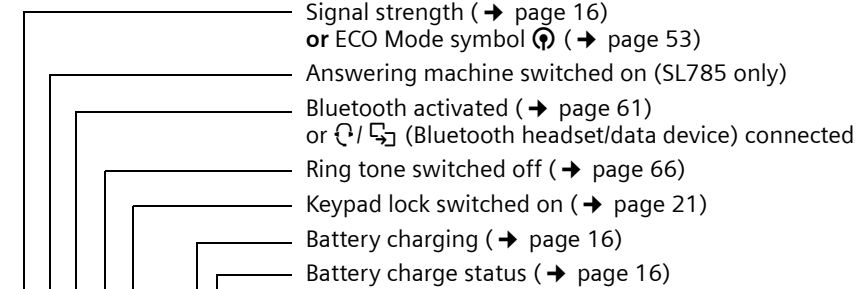 Signal strength (➔ page 16)
or ECO Mode symbol (➔ page 53)
Answering machine switched on (SL785 only)
Bluetooth activated (➔ page 61)
or / (Bluetooth headset/data device) connected
Ring tone switched off (➔ page 66)
Keypad lock switched on (➔ page 21)
Battery charging (➔ page 16)
Battery charge status (➔ page 16)